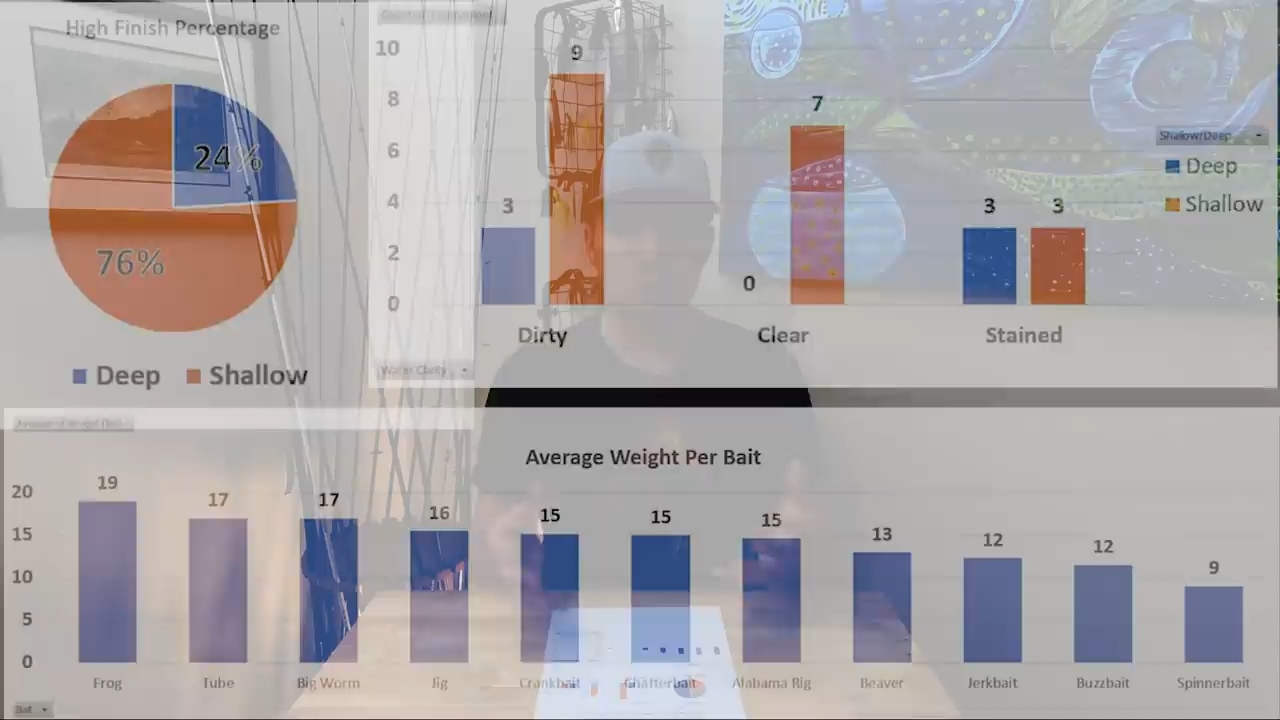 High Finish Percentage
24%
76%
Deep
Shallow
10
8
6
4
2
0
3
9
0
7
3
3
Dirty
Clear
Stained
Water Clarity
Shallow/Deep
Deep
Shallow
Average Weight Per Bait
20
15
10
5
0
19
17
17
16
15
15
15
13
12
12
9
Frog
Tube
Big Worm
Jig
Crankbait
Chatterbait
Alabama Rig
Beaver
Jerkbait
Buzzbait
Spinnerbait
Bait